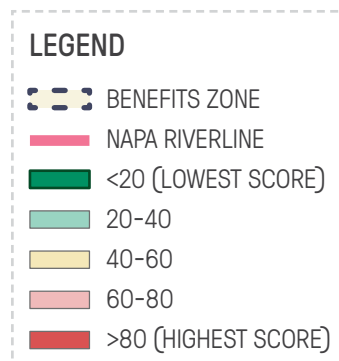 LEGEND
BENEFITS ZONE
NAPA RIVERLINE
<20 (LOWEST SCORE)
20-40
40-60
60-80
>80 (HIGHEST SCORE)